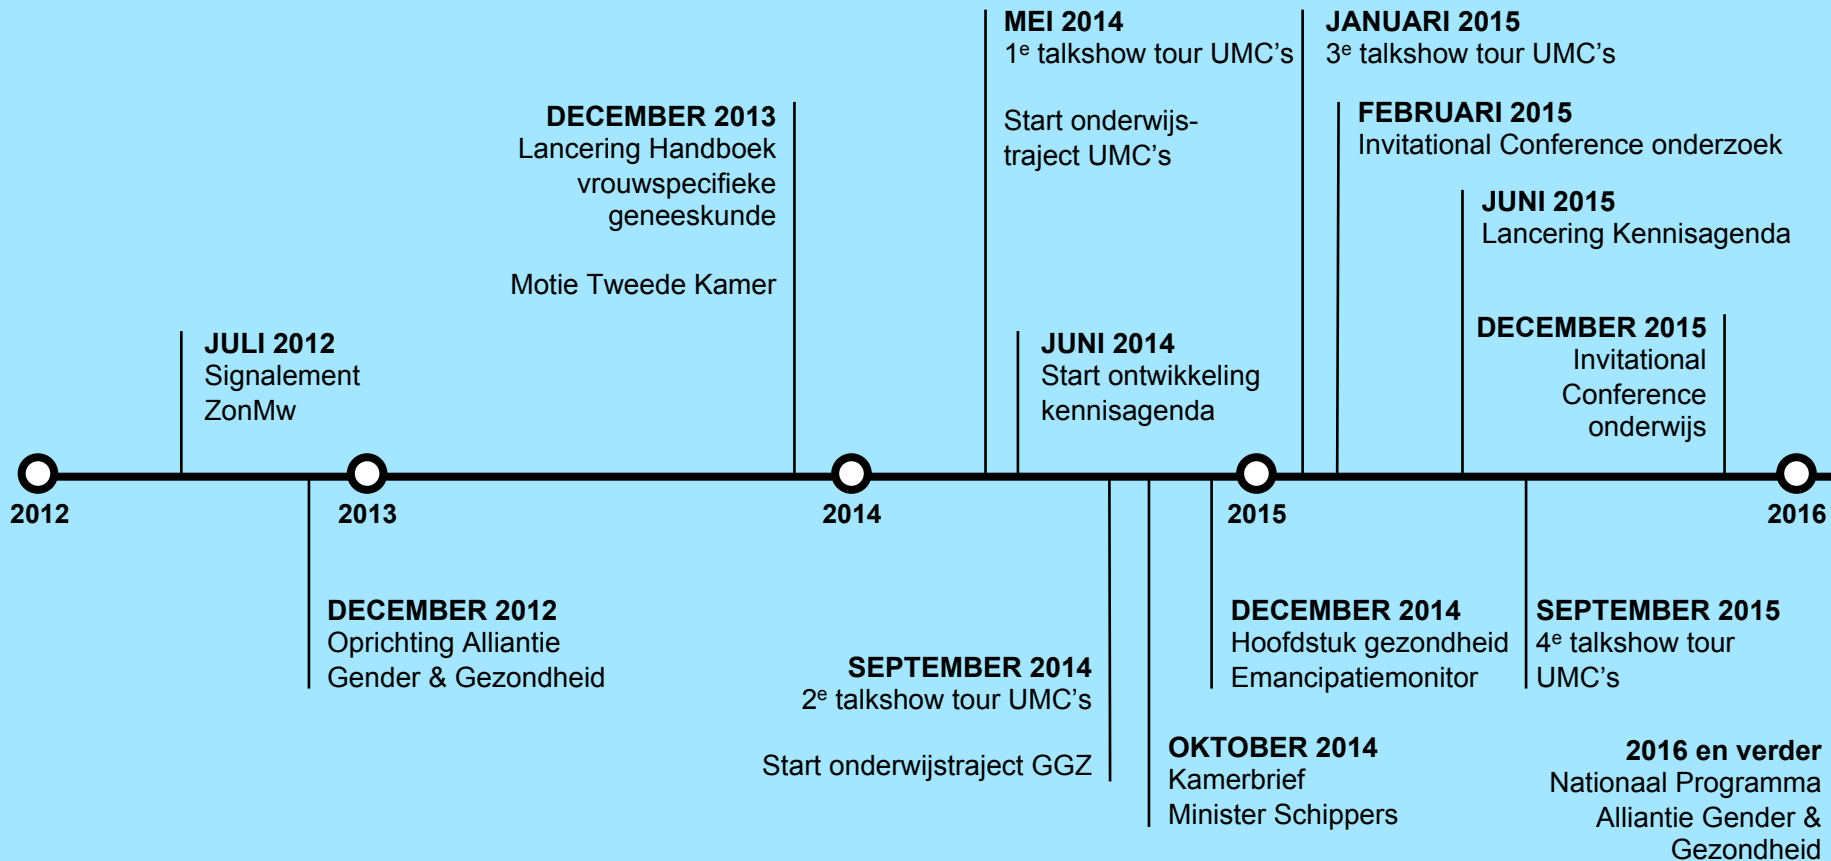 MEI 2014
1e talkshow tour UMC's
Start onderwijs-
traject UMC's
JANUARI 2015
3e talkshow tour UMC's
DECEMBER 2013
Lancering Handboek
vrouwspecifieke
geneeskunde
Motie Tweede Kamer
FEBRUARI 2015
Invitational Conference onderzoek
JUNI 2015
Lancering Kennisagenda
JULI 2012
Signalement
ZonMw
JUNI 2014
Start ontwikkeling
kennisagenda
DECEMBER 2015
Invitational
Conference
onderwijs
2012
2013
2014
2015
2016
DECEMBER 2012
Oprichting Alliantie
Gender & Gezondheid
SEPTEMBER 2014
2e talkshow tour UMC's
Start onderwijstraject GGZ
OKTOBER 2014
Kamerbrief
Minister Schippers
DECEMBER 2014
Hoofdstuk gezondheid
Emancipatiemonitor
SEPTEMBER 2015
4e talkshow tour
UMC's
2016 en verder
Nationaal Programma
Alliantie Gender &
Gezondheid